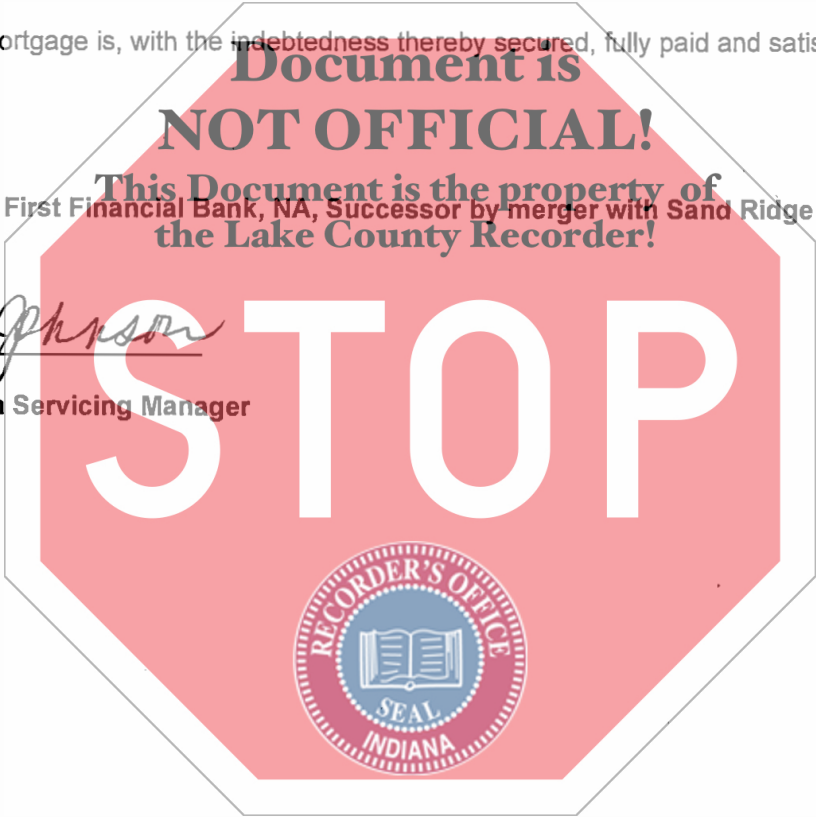 ortgage is, with the indebtedness thereby secured, fully paid and satis
Document is
NOT OFFICIAL!
This Document is the property of
First Financial Bank, NA, Successor by merger with Sand Ridge
the Lake County Recorder!
Johnson
Servicing Manager
STOP
RECORDER'S OFFICE
SEAL
INDIANA